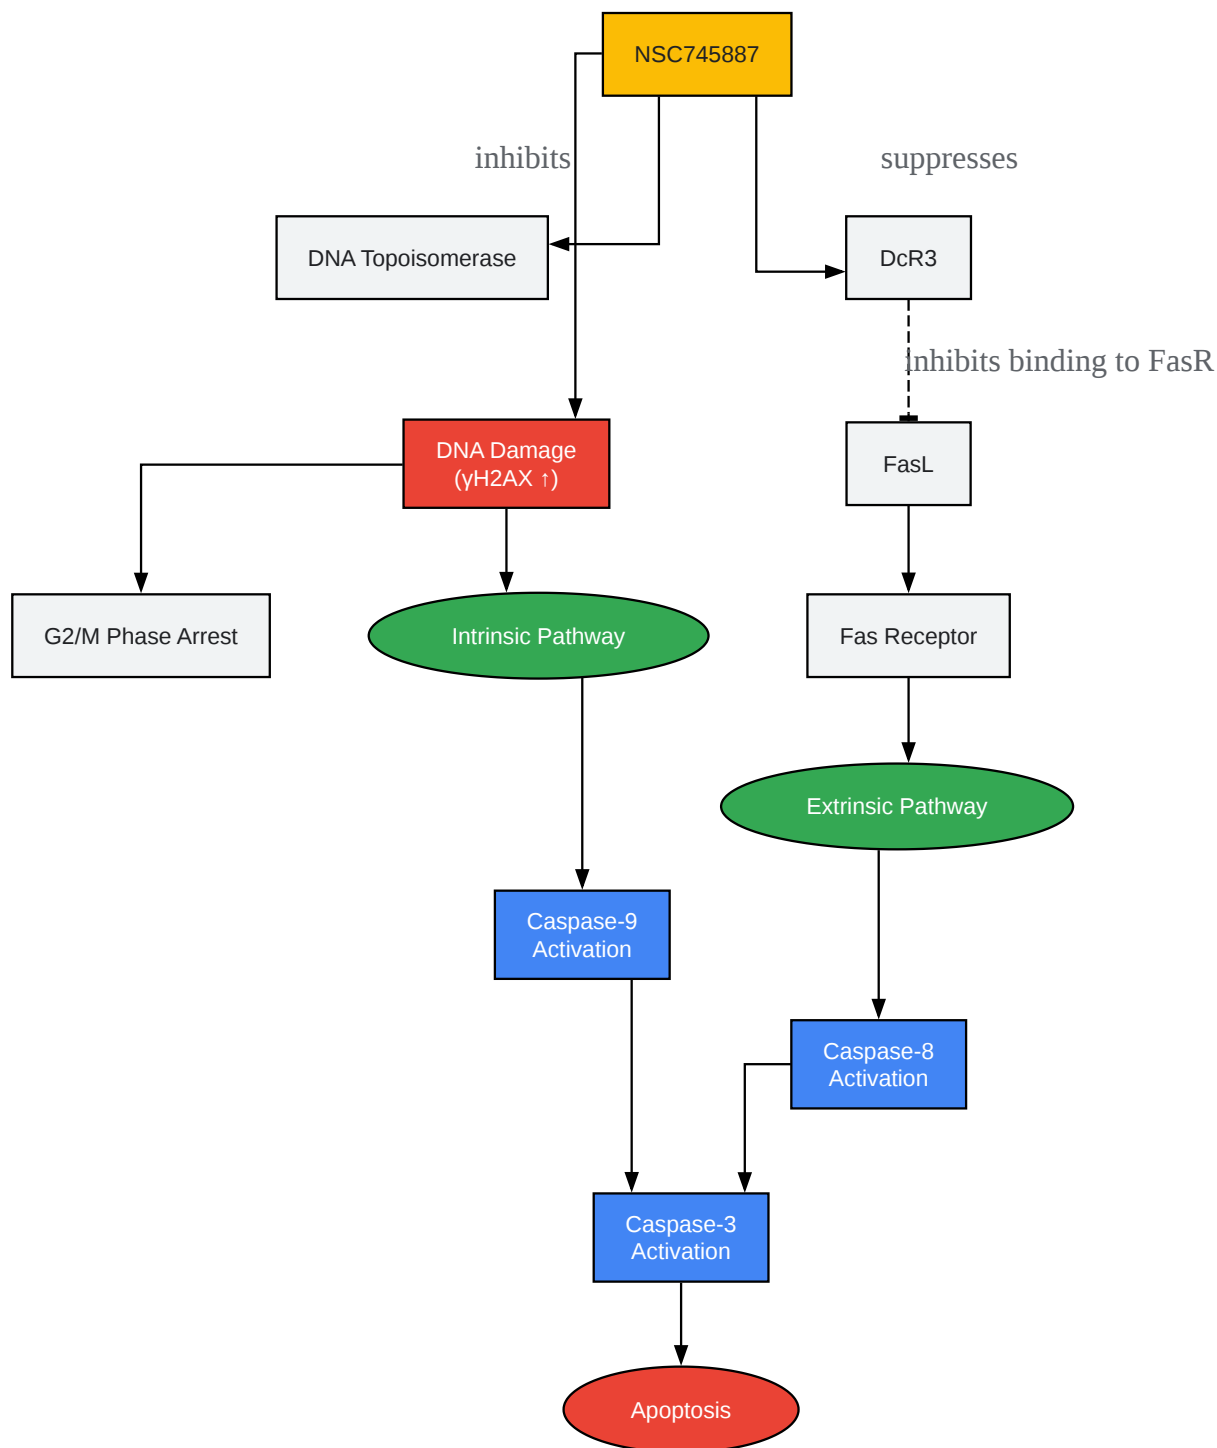 NSC745887
inhibits
suppresses
DNA Topoisomerase
DcR3
inhibits binding to FasR
DNA Damage
(γH2AX ↑)
FasL
G2/M Phase Arrest
Intrinsic Pathway
Fas Receptor
Extrinsic Pathway
Caspase-9
Activation
Caspase-8
Activation
Caspase-3
Activation
Apoptosis